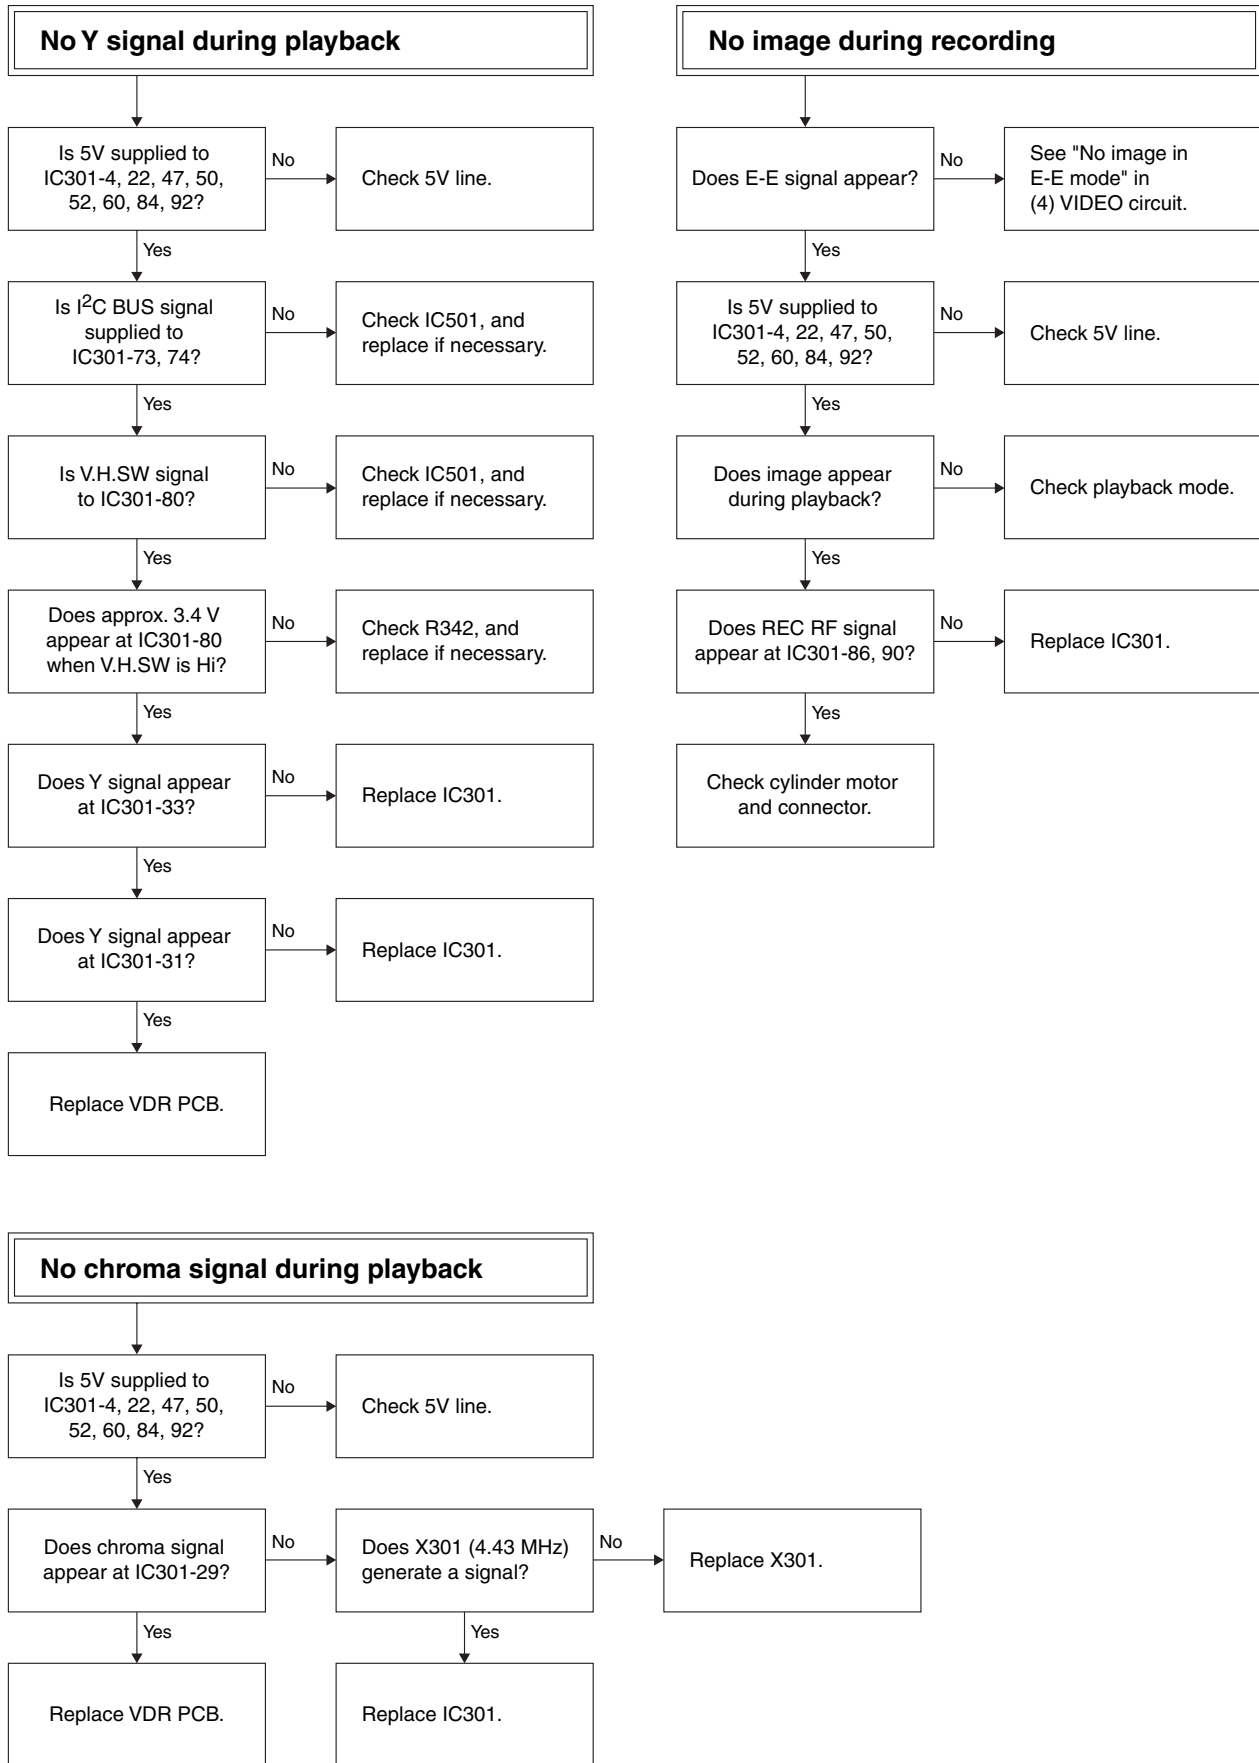 No Y signal during playback
Is 5V supplied to
IC301-4, 22, 47, 50,
52, 60, 84, 92?
No
Check 5V line.
Yes
Is I²C BUS signal
supplied to
IC301-73, 74?
No
Check IC501, and
replace if necessary.
Yes
Is V.H.SW signal
to IC301-80?
No
Check IC501, and
replace if necessary.
Yes
Does approx. 3.4 V
appear at IC301-80
when V.H.SW is Hi?
No
Check R342, and
replace if necessary.
Yes
Does Y signal appear
at IC301-33?
No
Replace IC301.
Yes
Does Y signal appear
at IC301-31?
No
Replace IC301.
Yes
Replace VDR PCB.
No image during recording
Does E-E signal appear?
No
See "No image in
E-E mode" in
(4) VIDEO circuit.
Yes
Is 5V supplied to
IC301-4, 22, 47, 50,
52, 60, 84, 92?
No
Check 5V line.
Yes
Does image appear
during playback?
No
Check playback mode.
Yes
Does REC RF signal
appear at IC301-86, 90?
No
Replace IC301.
Yes
Check cylinder motor
and connector.
No chroma signal during playback
Is 5V supplied to
IC301-4, 22, 47, 50,
52, 60, 84, 92?
No
Check 5V line.
Yes
Does chroma signal
appear at IC301-29?
No
Does X301 (4.43 MHz)
generate a signal?
No
Replace X301.
Yes
Replace VDR PCB.
Yes
Replace IC301.